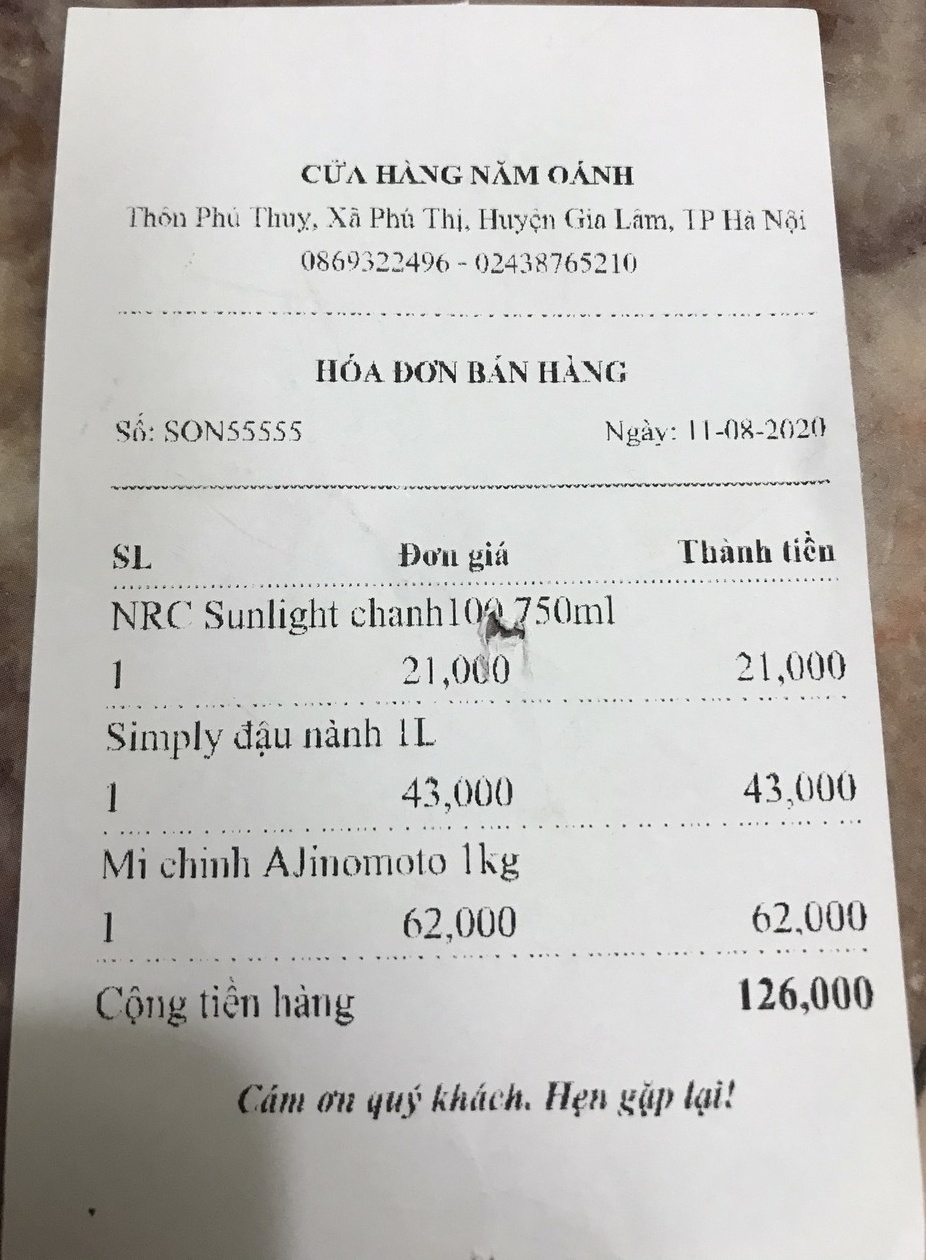 CỬA HÀNG NĂM OÁNH
Thôn Phú Thuỵ, Xã Phú Thị, Huyện Gia Lâm, TP Hà Nội
0869322496 - 02438765210
HÓA ĐƠN BÁN HÀNG
Số: SON55555 Ngày: 11-08-2020
SL Đơn giá Thành tiền
NRC Sunlight 750ml
1 21,000 21,000
Simply đậu nành 1L
1 43,000 43,000
Mì chính AJinomoto 1kg
1 62,000 62,000
Cộng tiền hàng 126,000
Cám ơn quý khách. Hẹn gặp lại!